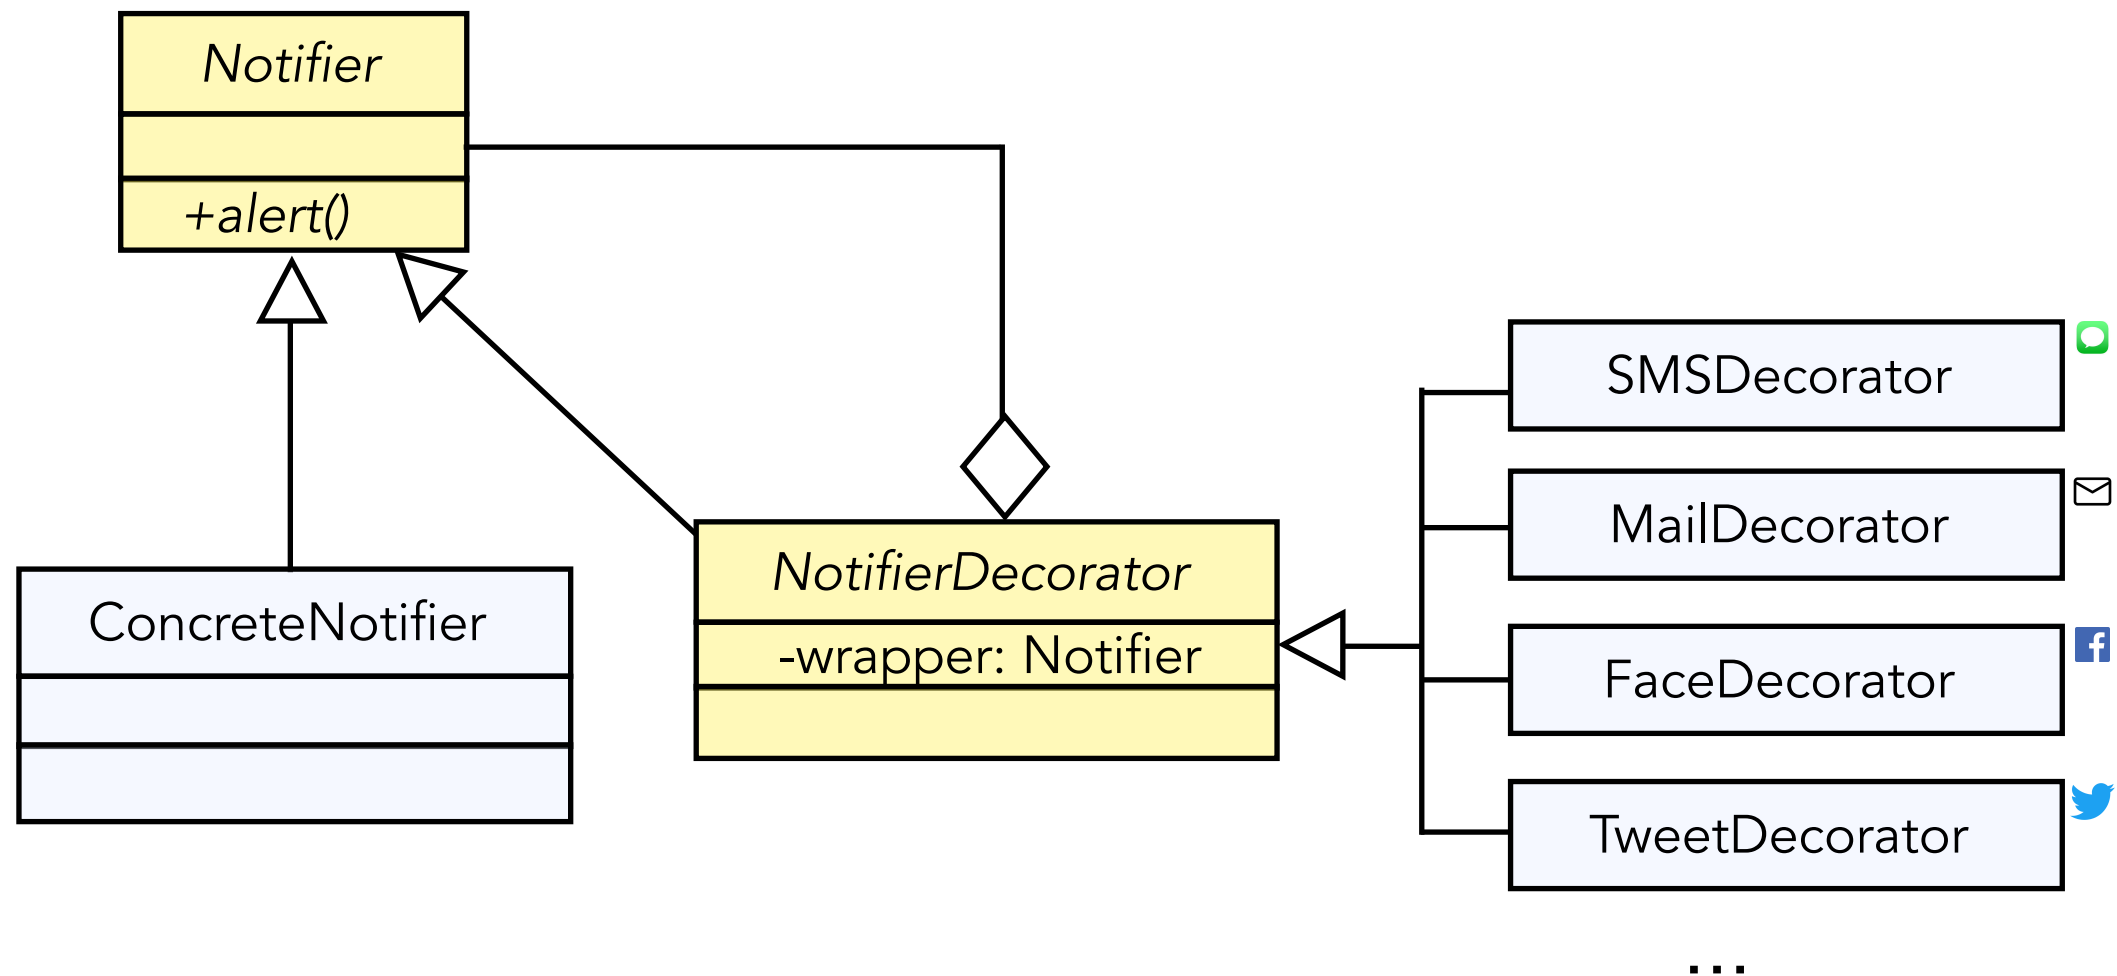 Notifier
+alert()
ConcreteNotifier
NotifierDecorator
-wrapper: Notifier
SMSDecorator
MailDecorator
FaceDecorator
TweetDecorator
...